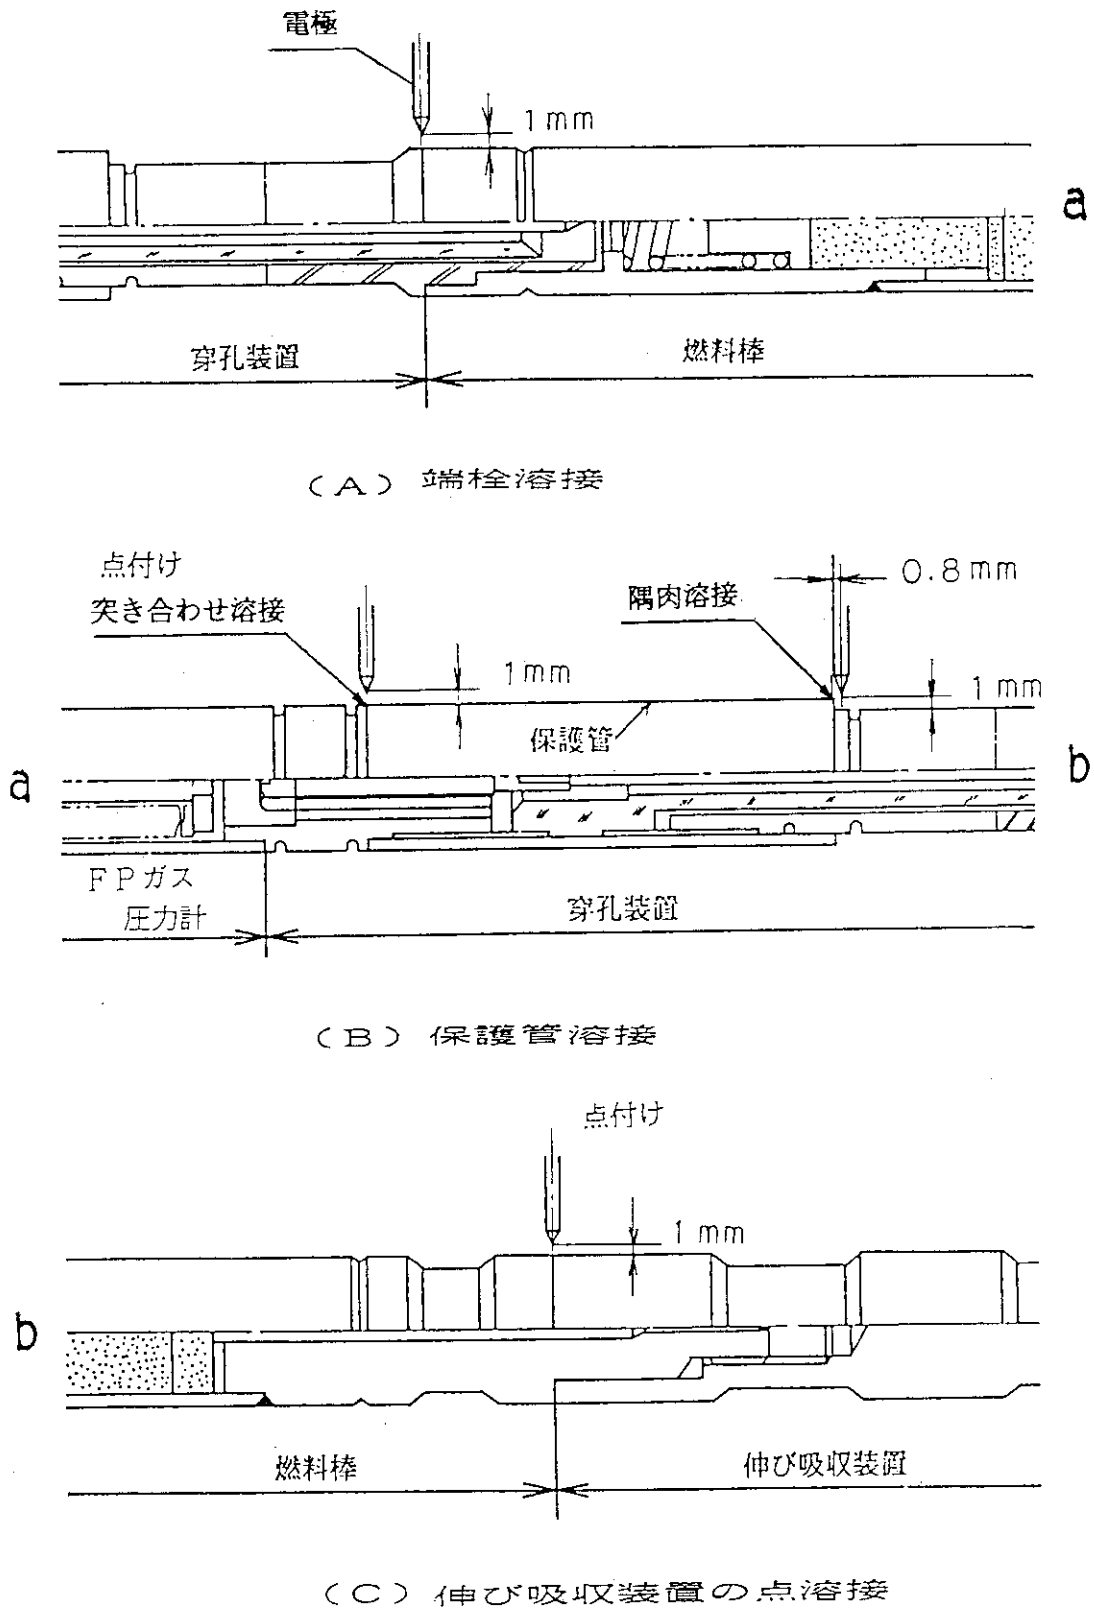 電極
1mm
a
穿孔装置
燃料棒
(A) 端栓溶接
点付け
突き合わせ溶接
隅肉溶接
0.8mm
1mm
1mm
保護管
a
b
FPガス
圧力計
穿孔装置
(B) 保護管溶接
点付け
1mm
b
燃料棒
伸び吸収装置
(C) 伸び吸収装置の点溶接